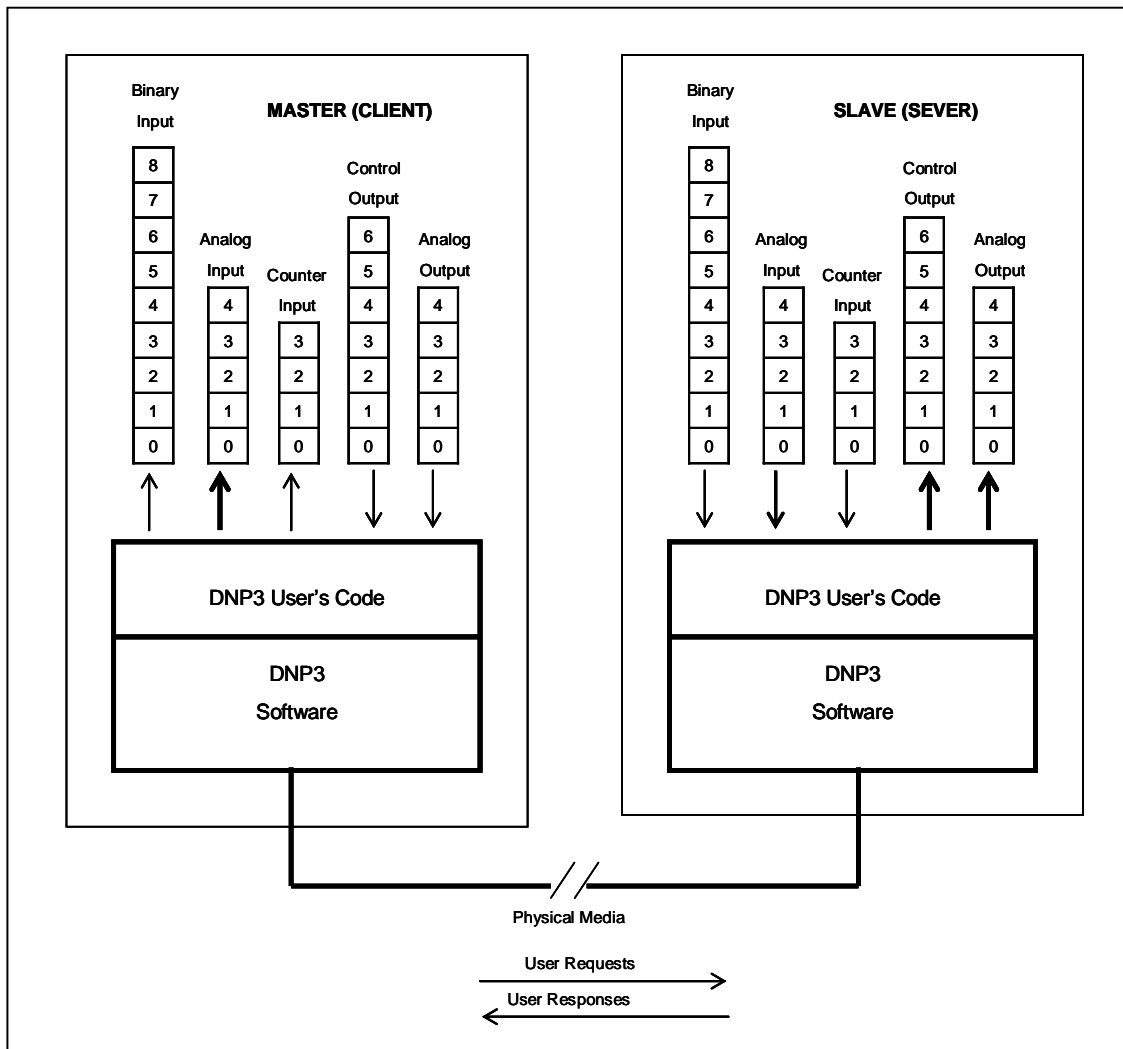 MASTER (CLIENT)
Binary
Input
8
7
6
5
4
3
2
1
0
Analog
Input
4
3
2
1
0
Counter
Input
3
2
1
0
Control
Output
6
5
4
3
2
1
0
Analog
Output
4
3
2
1
0
DNP3 User's Code
DNP3
Software
SLAVE (SEVER)
Binary
Input
8
7
6
5
4
3
2
1
0
Analog
Input
4
3
2
1
0
Counter
Input
3
2
1
0
Control
Output
6
5
4
3
2
1
0
Analog
Output
4
3
2
1
0
DNP3 User's Code
DNP3
Software
Physical Media
User Requests
User Responses